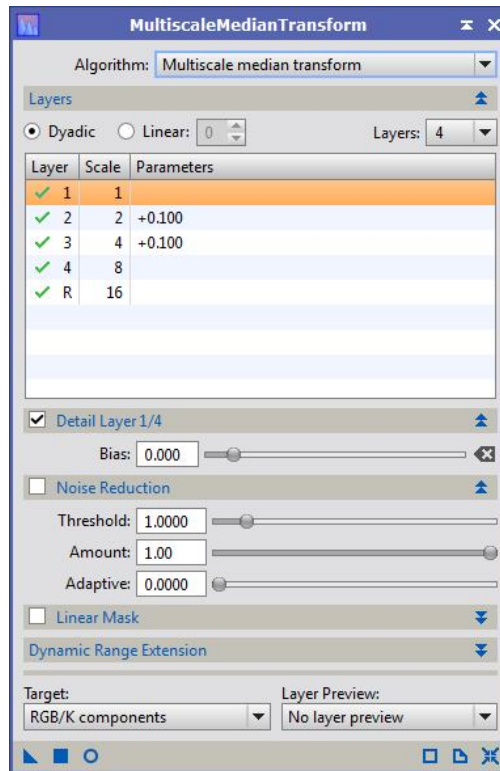 MultiscaleMedianTransform
Algorithm: Multiscale median transform
Layers
Dyadic Linear: 0 Layers: 4
Layer Scale Parameters
1 1
2 2 +0.100
3 4 +0.100
4 8
R 16
Detail Layer 1/4
Bias: 0.000
Noise Reduction
Threshold: 1.0000
Amount: 1.00
Adaptive: 0.0000
Linear Mask
Dynamic Range Extension
Target: Layer Preview:
RGB/K components No layer preview